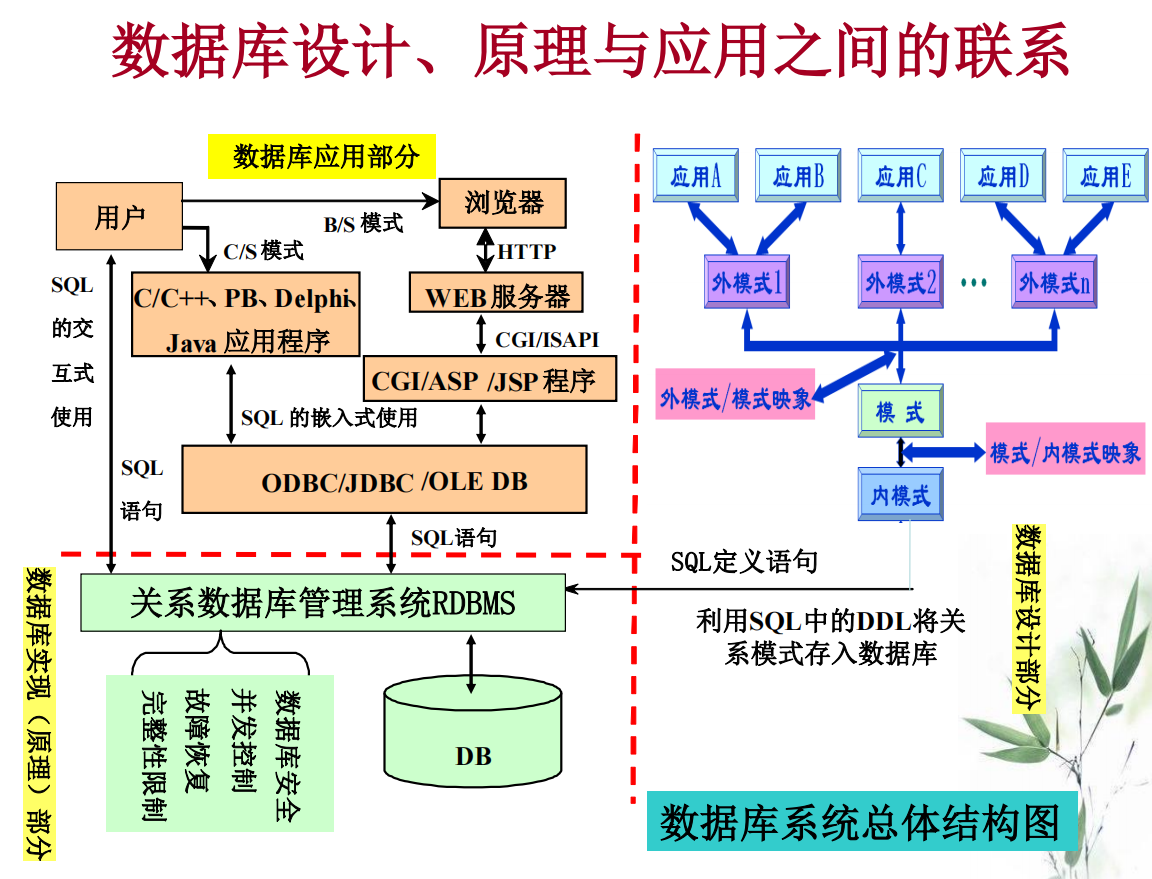 数据库设计、原理与应用之间的联系
数据库应用部分
用户
浏览器
B/S 模式
C/S 模式
HTTP
SQL
的交
互式
使用
C/C++、PB、Delphi、
Java 应用程序
WEB 服务器
CGI/ISAPI
CGI/ASP /JSP 程序
SQL 的嵌入式使用
SQL
语句
ODBC/JDBC /OLE DB
SQL语句
应用A
应用B
应用C
应用D
应用E
外模式1
外模式2
···
外模式n
外模式/模式映象
模 式
模式/内模式映象
内模式
SQL定义语句
利用SQL中的DDL将关
系模式存入数据库
数据库设计部分
数据库实现（原理）部分
关系数据库管理系统RDBMS
数据库安全
并发控制
故障恢复
完整性限制
DB
数据库系统总体结构图